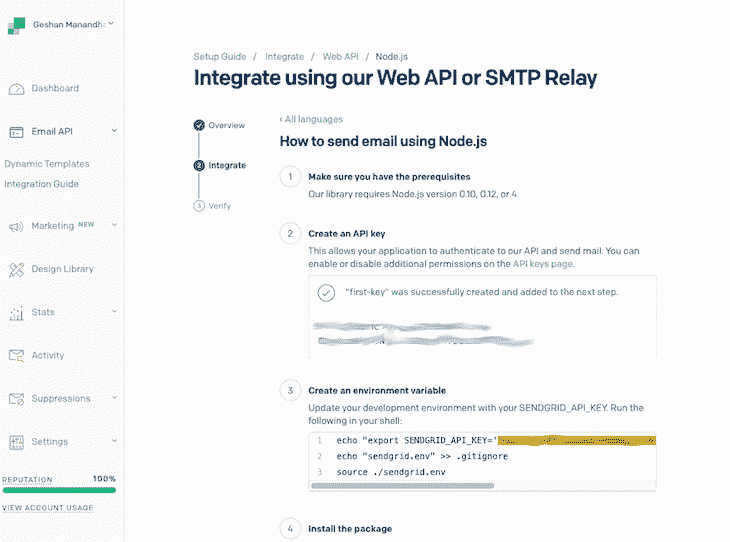 Geshan Manandh
Setup Guide / Integrate / Web API / Node.js
Integrate using our Web API or SMTP Relay
Dashboard
Email API
Dynamic Templates
Integration Guide
Marketing NEW
Design Library
Stats
Activity
Suppressions
Settings
REPUTATION 100%
VIEW ACCOUNT USAGE
Overview
2 Integrate
3 Verify
‹ All languages
How to send email using Node.js
1 Make sure you have the prerequisites
Our library requires Node.js version 0.10, 0.12, or 4.
2 Create an API key
This allows your application to authenticate to our API and send mail. You can
enable or disable additional permissions on the API keys page.
"first-key" was successfully created and added to the next step.
3 Create an environment variable
Update your development environment with your SENDGRID_API_KEY. Run the
following in your shell:
1 echo "export SENDGRID_API_KEY='
2 echo "sendgrid.env" >> .gitignore
3 source ./sendgrid.env
4 Install the package